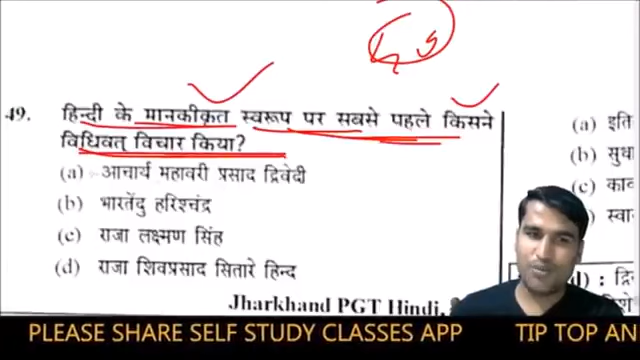 49. हिन्दी के मानकीकृत स्वरूप पर सबसे पहले किसने
विधिवत् विचार किया?
(a) आचार्य महावरी प्रसाद द्विवेदी
(b) भारतेंदु हरिश्चंद्र
(c) राजा लक्ष्मण सिंह
(d) राजा शिवप्रसाद सितारे हिन्द
Jharkhand PGT Hindi,
(a) इति
(b) सुधा
(c) काव
स्वा
PLEASE SHARE SELF STUDY CLASSES APP TIP TOP AN